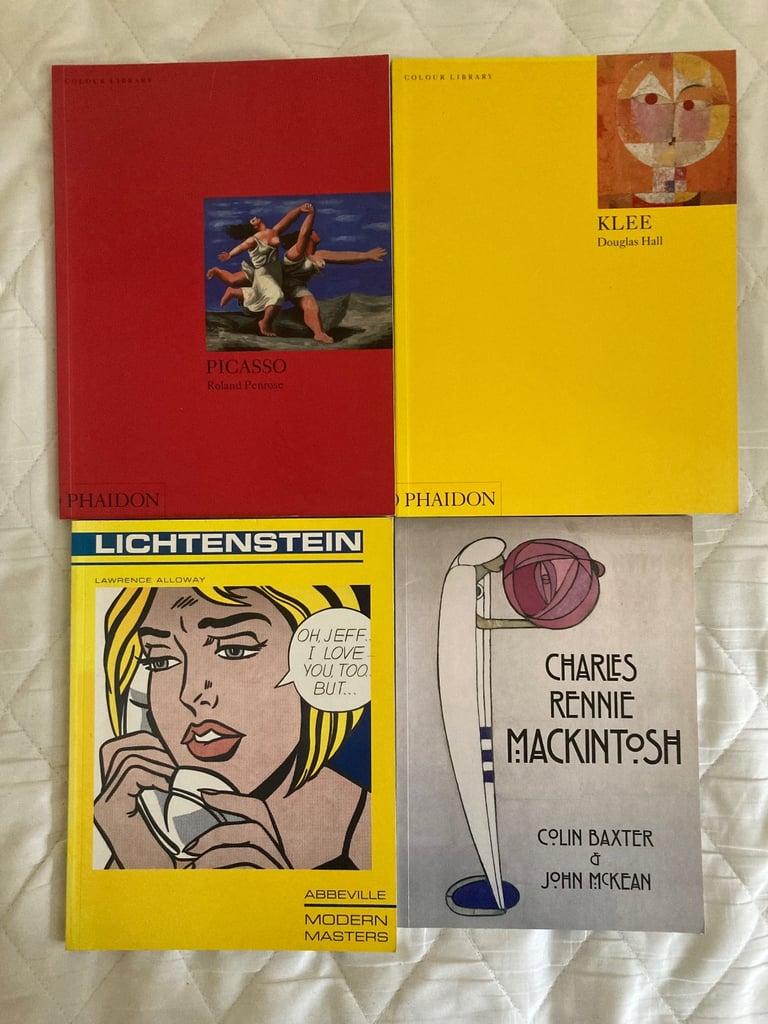 COLOUR LIBRARY
PICASSO
Roland Penrose
PHAIDON
COLOUR LIBRARY
KLEE
Douglas Hall
PHAIDON
LICHTENSTEIN
LAWRENCE ALLOWAY
OH, JEFF...
I LOVE
YOU, TOO...
BUT...
ABBEVILLE
MODERN
MASTERS
CHARLES
RENNIE
MACKINTOSH
COLIN BAXTER
&
JOHN MCKEAN